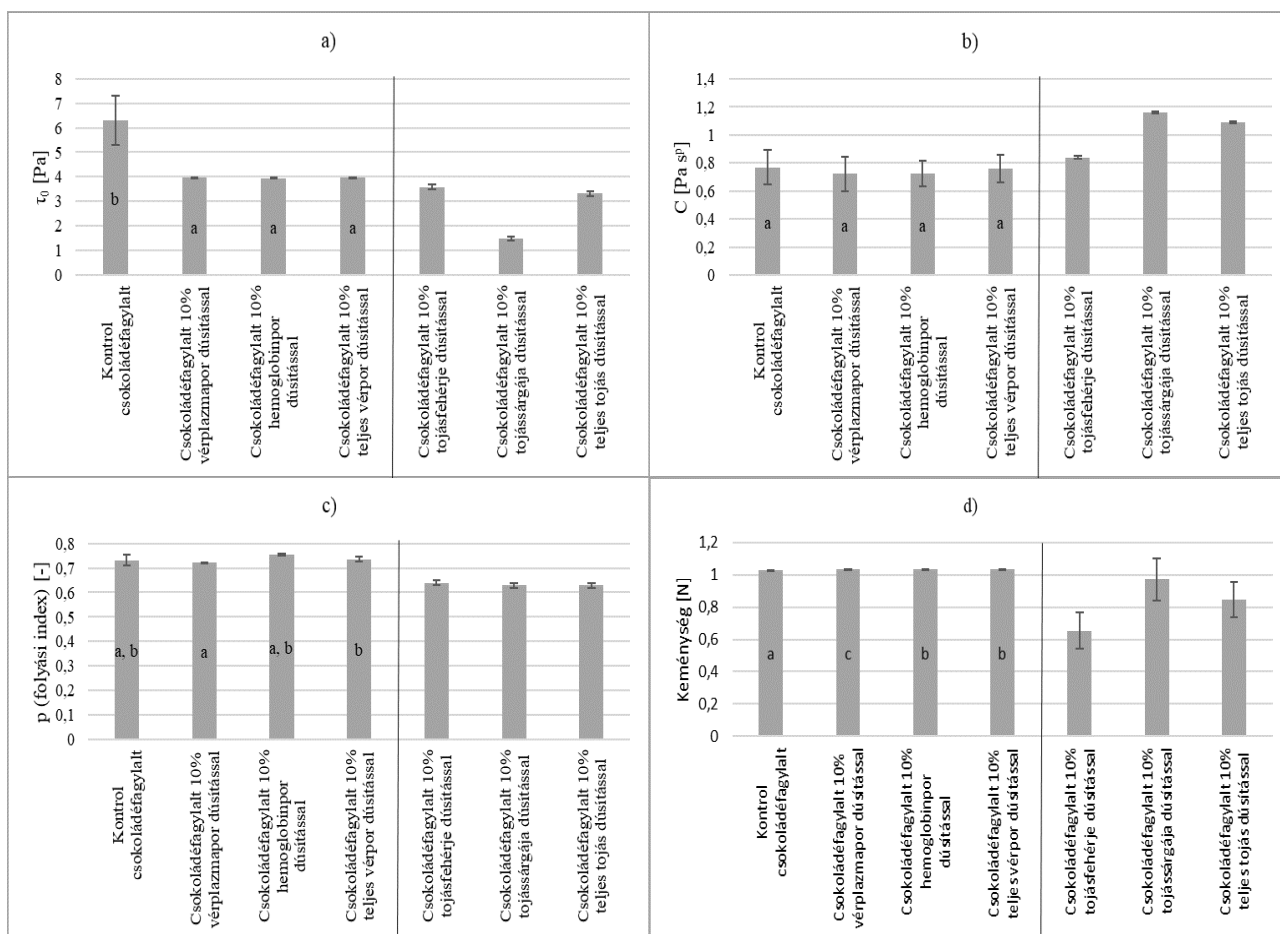 a)
τ0 [Pa]
8
7
6
5
4
3
2
1
0
b
a
a
a
Kontrol
csokoládéfagylalt
Csokoládéfagylalt 10%
vérplazmapor dúsítással
Csokoládéfagylalt 10%
hemoglobinpor
dúsítással
Csokoládéfagylalt 10%
teljes vérpor dúsítással
Csokoládéfagylalt 10%
tojásfehérje dúsítással
Csokoládéfagylalt 10%
tojássárgája dúsítással
Csokoládéfagylalt 10%
teljes tojás dúsítással
b)
C [Pa sᵖ]
1,4
1,2
1
0,8
0,6
0,4
0,2
0
a
a
a
a
Kontrol
csokoládéfagylalt
Csokoládéfagylalt 10%
vérplazmapor dúsítással
Csokoládéfagylalt 10%
hemoglobinpor
dúsítással
Csokoládéfagylalt 10%
teljes vérpor dúsítással
Csokoládéfagylalt 10%
tojásfehérje dúsítással
Csokoládéfagylalt 10%
tojássárgája dúsítással
Csokoládéfagylalt 10%
teljes tojás dúsítással
c)
p (folyási index) [-]
0,8
0,7
0,6
0,5
0,4
0,3
0,2
0,1
0
a, b
a
a, b
b
Kontrol
csokoládéfagylalt
Csokoládéfagylalt 10%
vérplazmapor dúsítással
Csokoládéfagylalt 10%
hemoglobinpor
dúsítással
Csokoládéfagylalt 10%
teljes vérpor dúsítással
Csokoládéfagylalt 10%
tojásfehérje dúsítással
Csokoládéfagylalt 10%
tojássárgája dúsítással
Csokoládéfagylalt 10%
teljes tojás dúsítással
d)
Keménység [N]
1,2
1
0,8
0,6
0,4
0,2
0
a
c
b
b
Kontrol
csokoládéfagylalt
Csokoládéfagylalt 10%
vérplazmapor dúsítással
Csokoládéfagylalt 10%
hemoglobinpor
dúsítással
Csokoládéfagylalt 10%
teljes vérpor dúsítással
Csokoládéfagylalt 10%
tojásfehérje dúsítással
Csokoládéfagylalt 10%
tojássárgája dúsítással
Csokoládéfagylalt 10%
teljes tojás dúsítással